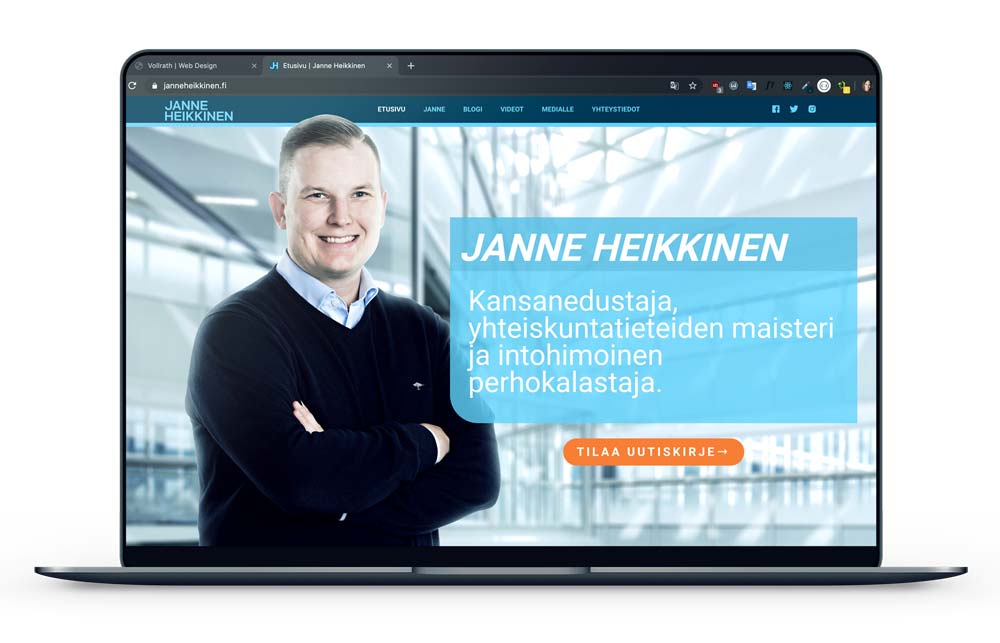 Vollrath | Web Design
Etusivu | Janne Heikkinen
janneheikkinen.fi
JANNE
HEIKKINEN
ETUSIVU JANNE BLOGI VIDEOT MEDIALLE YHTEYSTIEDOT
JANNE HEIKKINEN
Kansanedustaja,
yhteiskuntatieteiden maisteri
ja intohimoinen
perhokalastaja.
TILAA UUTISKIRJE→